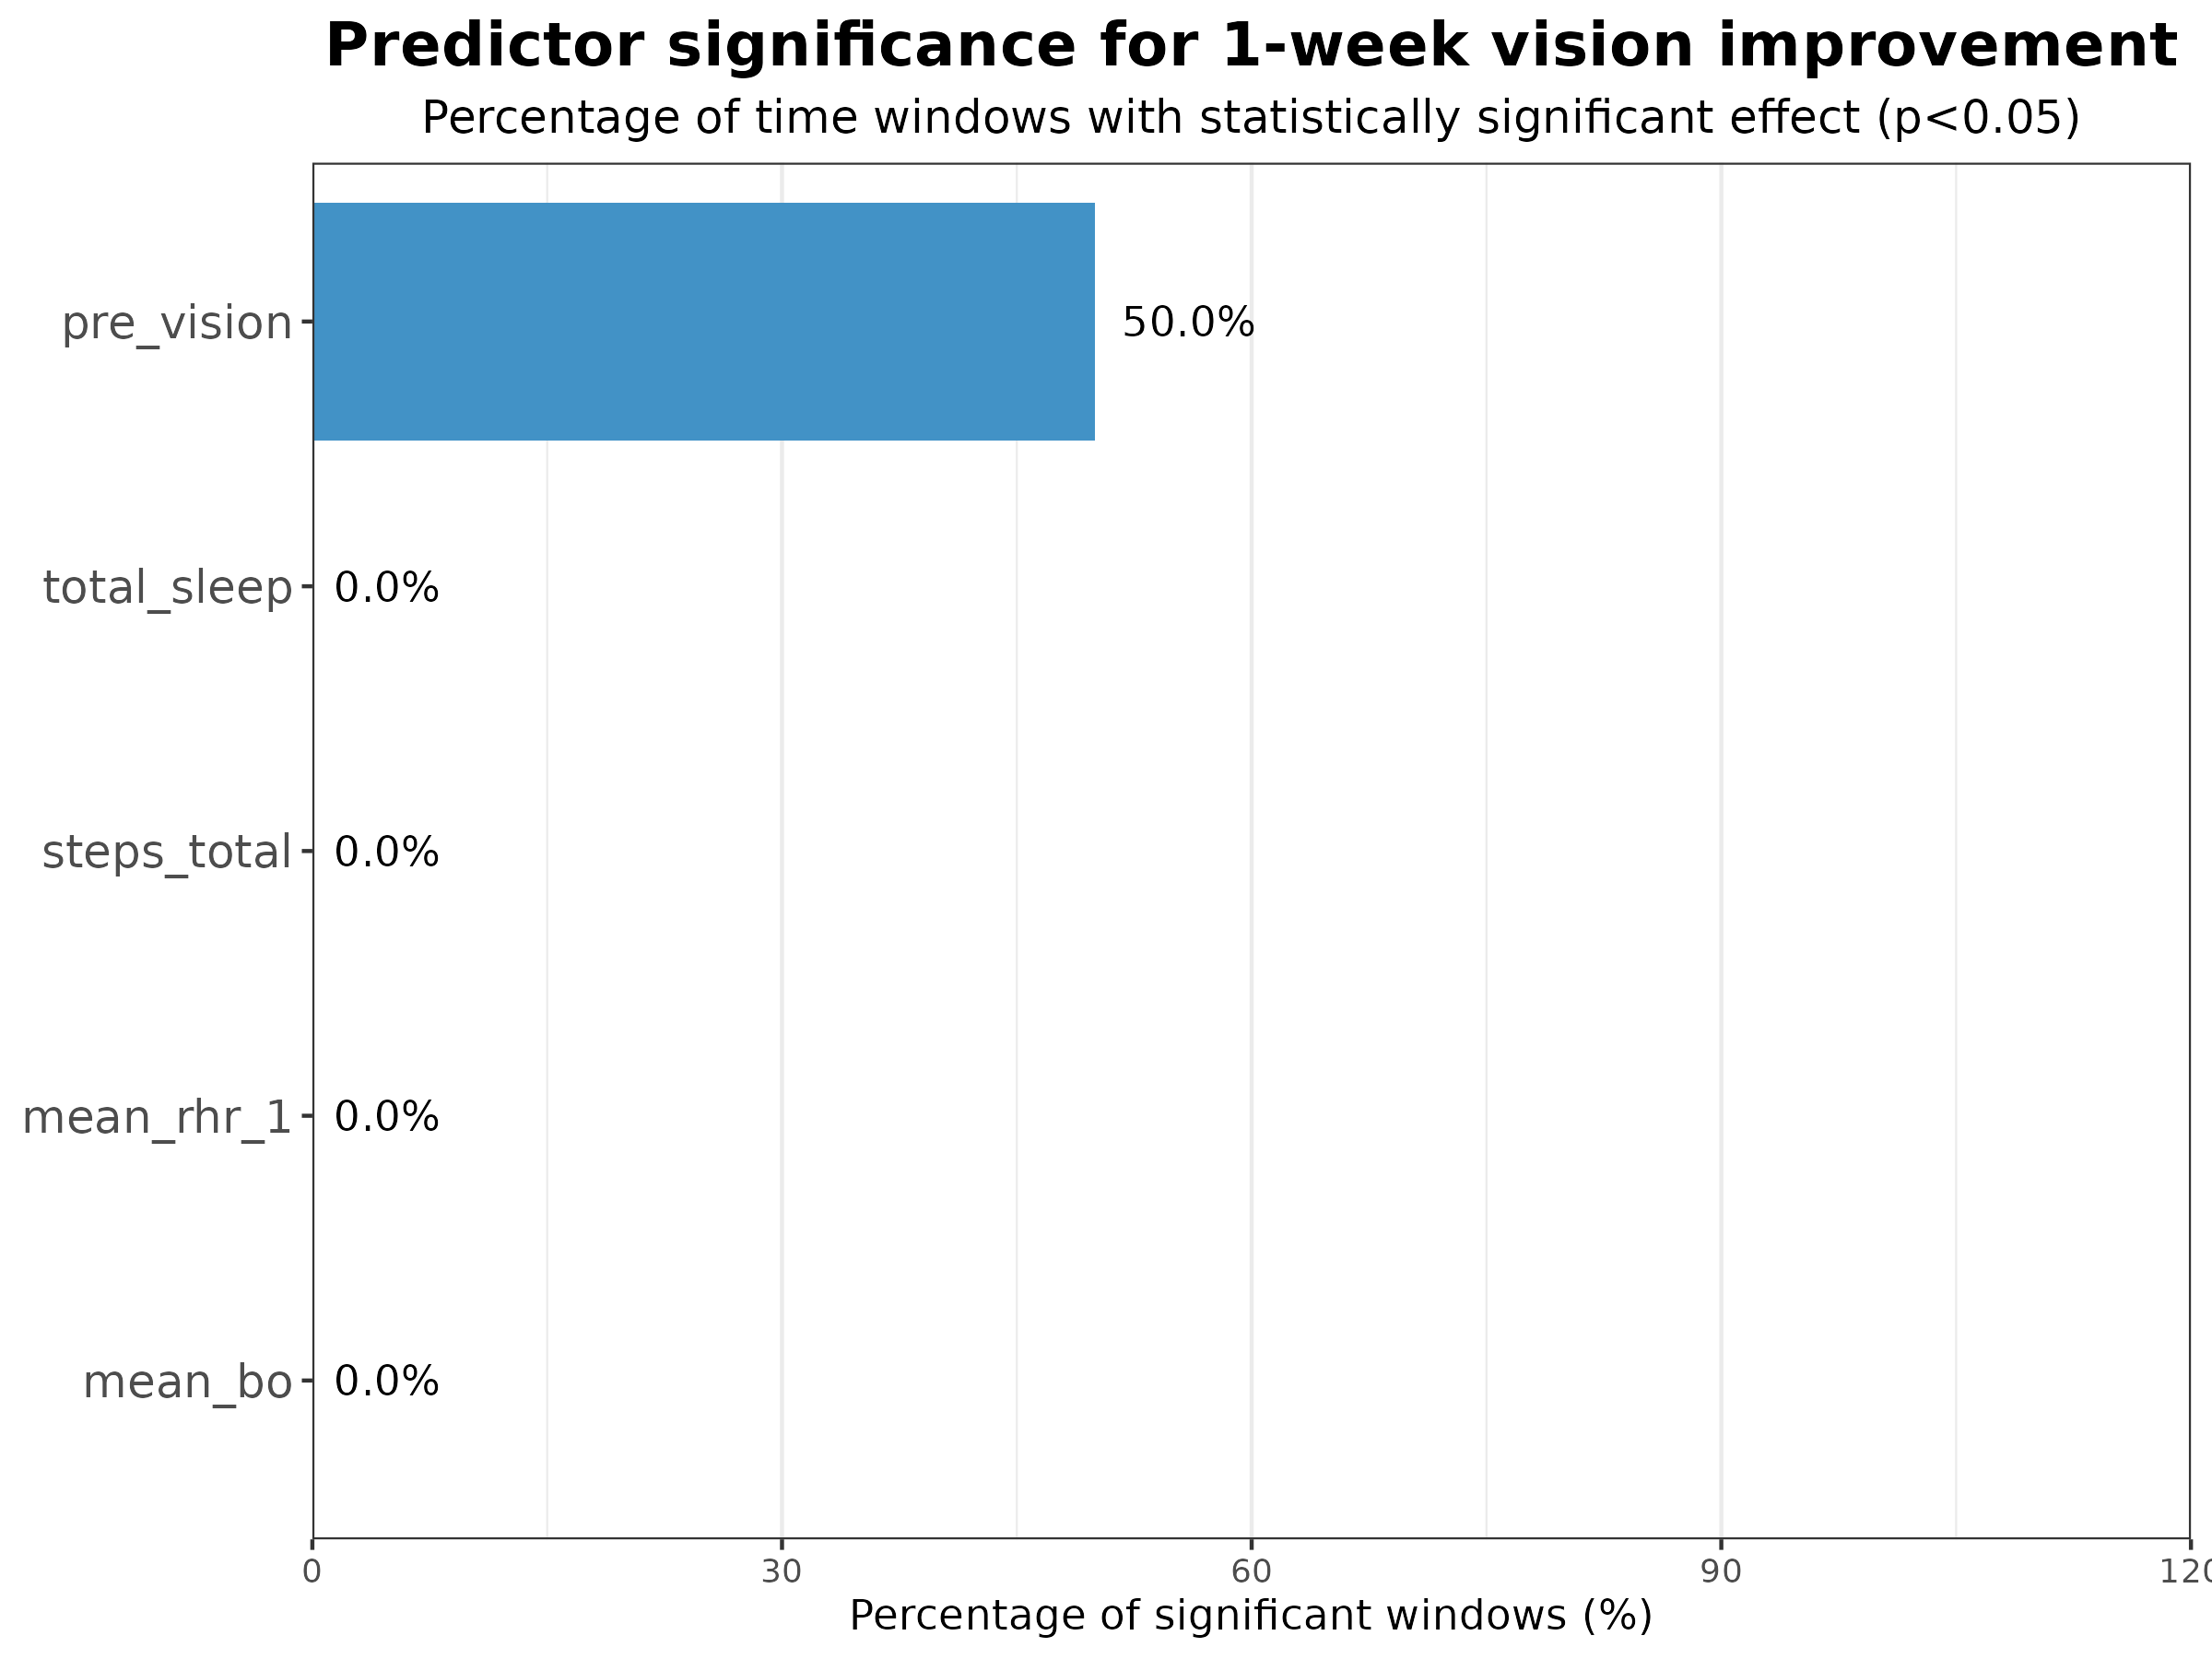 Predictor significance for 1-week vision improvement
Percentage of time windows with statistically significant effect (p<0.05)
pre_vision
50.0%
total_sleep
0.0%
steps_total
0.0%
mean_rhr_1
0.0%
mean_bo
0.0%
0 30 60 90 120
Percentage of significant windows (%)